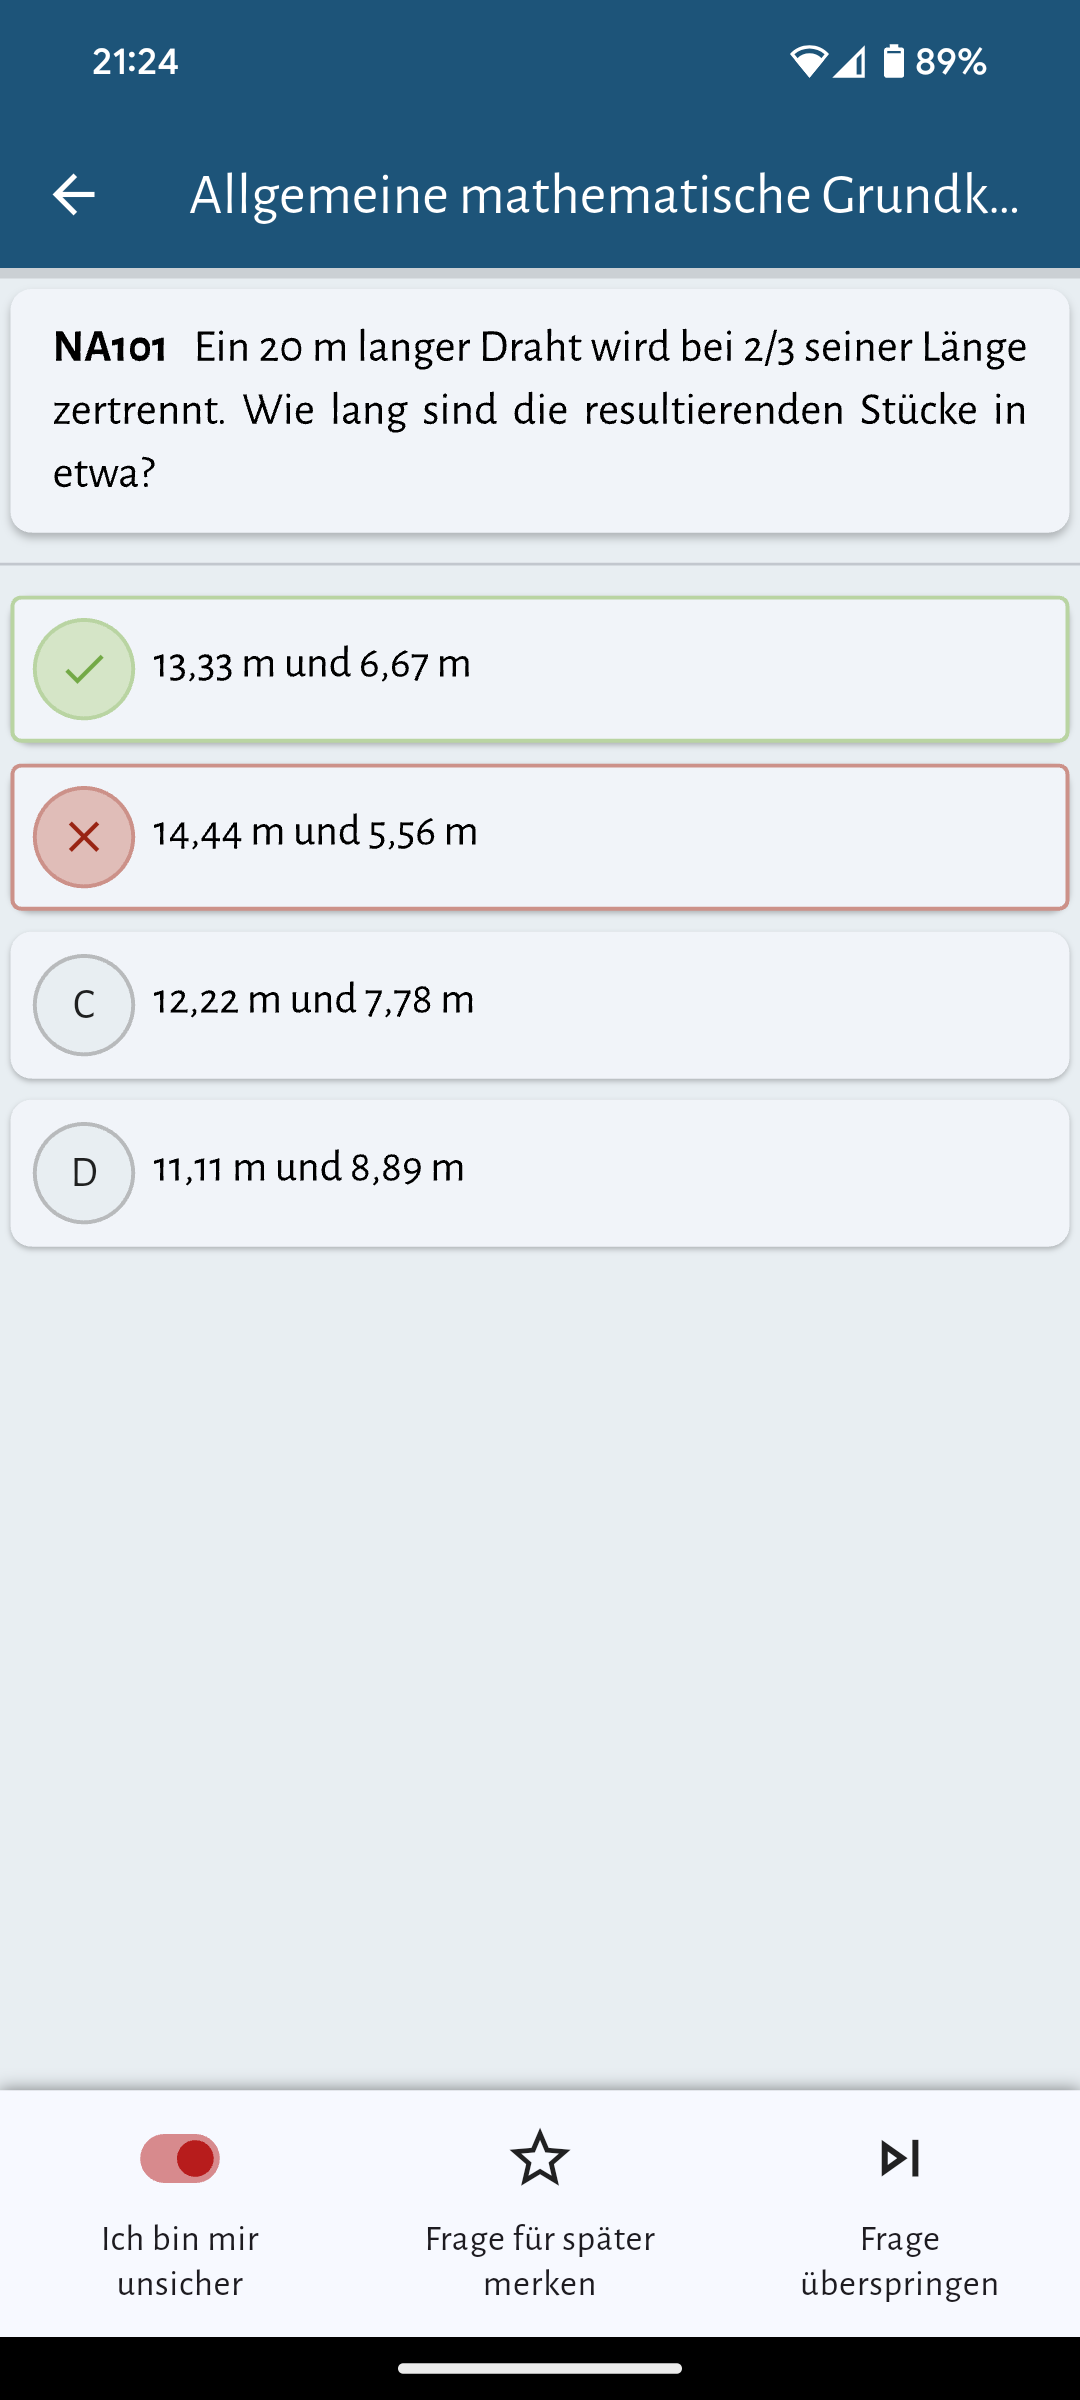 21:24
89%
Allgemeine mathematische Grundk...
NA101 Ein 20 m langer Draht wird bei 2/3 seiner Länge
zertrennt. Wie lang sind die resultierenden Stücke in
etwa?
13,33 m und 6,67 m
14,44 m und 5,56 m
C 12,22 m und 7,78 m
D 11,11 m und 8,89 m
Ich bin mir
unsicher
Frage für später
merken
Frage
überspringen